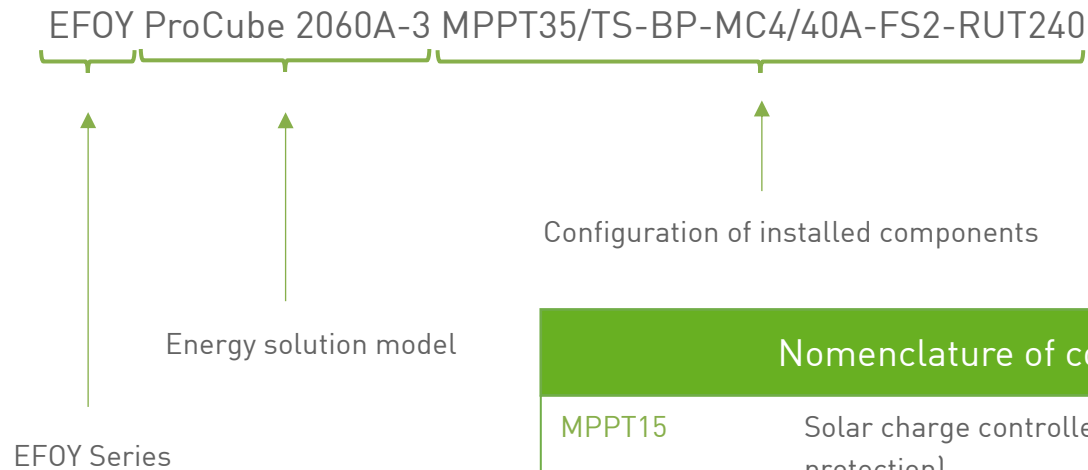 EFOY ProCube 2060A-3 MPPT35/TS-BP-MC4/40A-FS2-RUT240
Configuration of installed components
Energy solution model
EFOY Series
Nomenclature of
MPPT15 Solar charge controlle
protection)